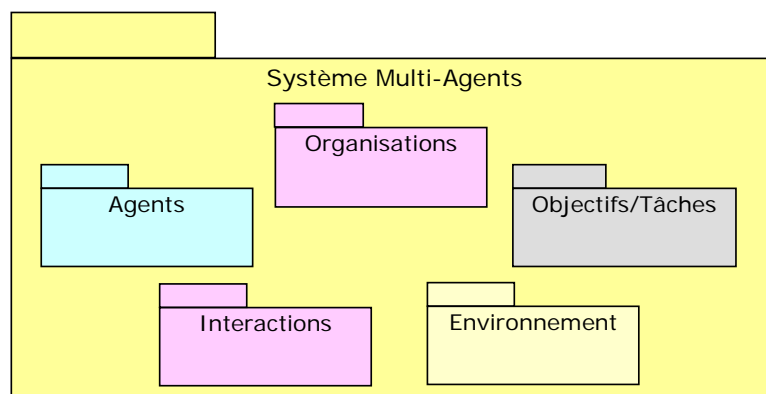 Système Multi-Agents
Organisations
Agents
Objectifs/Tâches
Interactions
Environnement